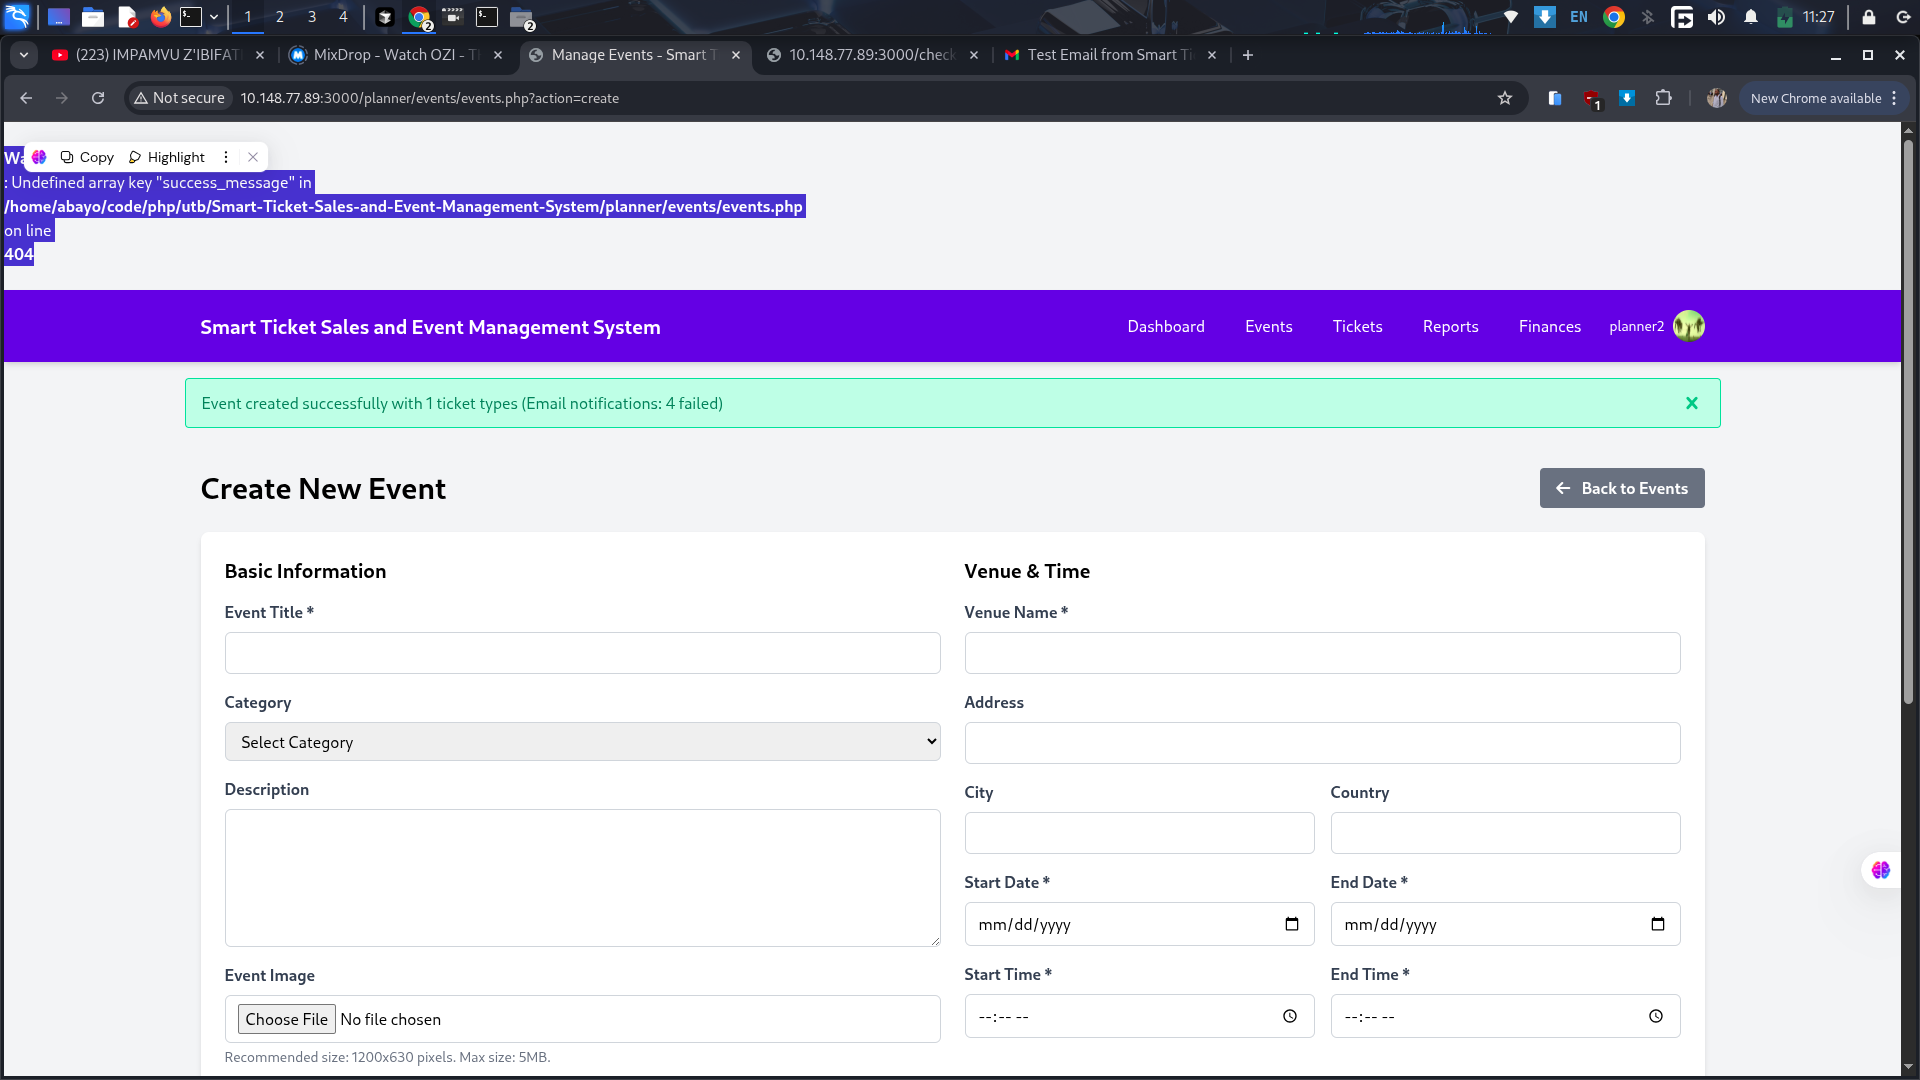 1 2 3 4
2
2
EN
11:27
(223) IMPAMVU Z'IBIFAT
MixDrop - Watch OZI - T
Manage Events - Smart T
10.148.77.89:3000/check
Test Email from Smart Ti
Not secure
10.148.77.89:3000/planner/events/events.php?action=create
1
New Chrome available
Wa
Copy
Highlight
: Undefined array key "success_message" in
/home/abayo/code/php/utb/Smart-Ticket-Sales-and-Event-Management-System/planner/events/events.php
on line
404
Smart Ticket Sales and Event Management System
Dashboard
Events
Tickets
Reports
Finances
planner2
Event created successfully with 1 ticket types (Email notifications: 4 failed)
Create New Event
Back to Events
Basic Information
Event Title *
Category
Select Category
Description
Event Image
Choose File No file chosen
Recommended size: 1200x630 pixels. Max size: 5MB.
Venue & Time
Venue Name *
Address
City
Country
Start Date *
End Date *
mm/dd/yyyy
mm/dd/yyyy
Start Time *
End Time *
--:-- --
--:-- --